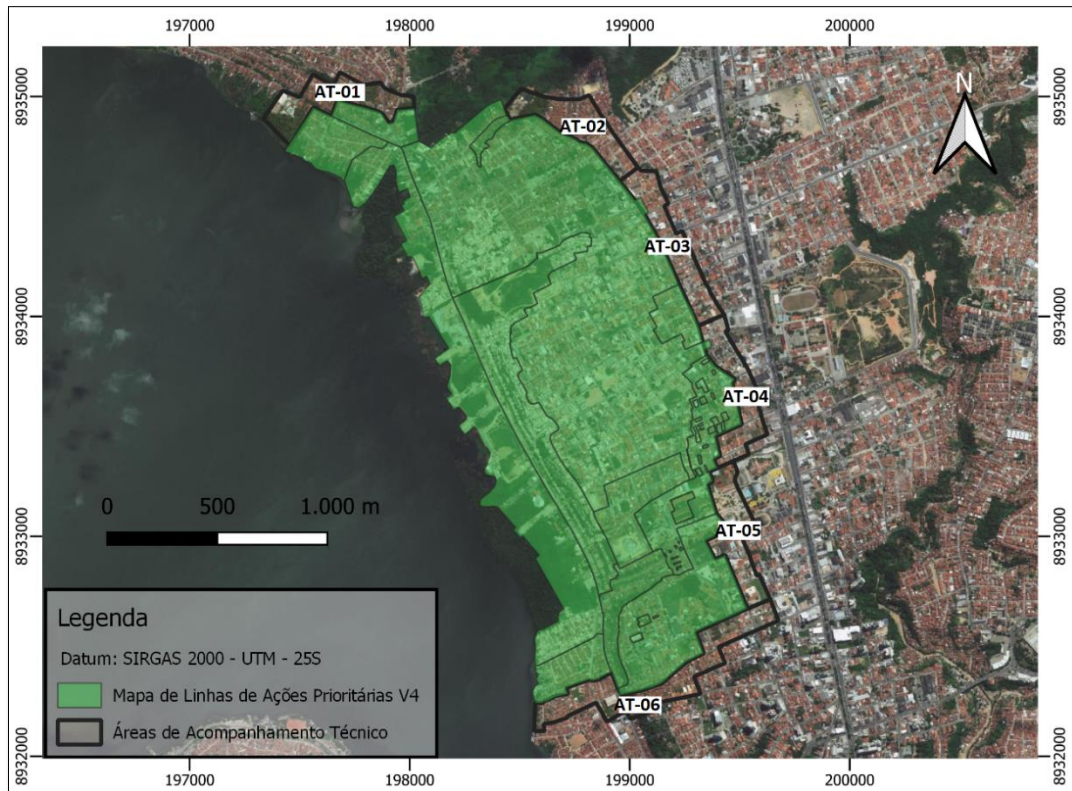 197000 198000 199000 200000
8935000 8935000
N
AT-01
AT-02
AT-03
8934000 8934000
AT-04
0 500 1.000 m
8933000 8933000
AT-05
Legenda
Datum: SIRGAS 2000 - UTM - 25S
Mapa de Linhas de Ações Prioritárias V4
Áreas de Acompanhamento Técnico
AT-06
8932000 8932000
197000 198000 199000 200000